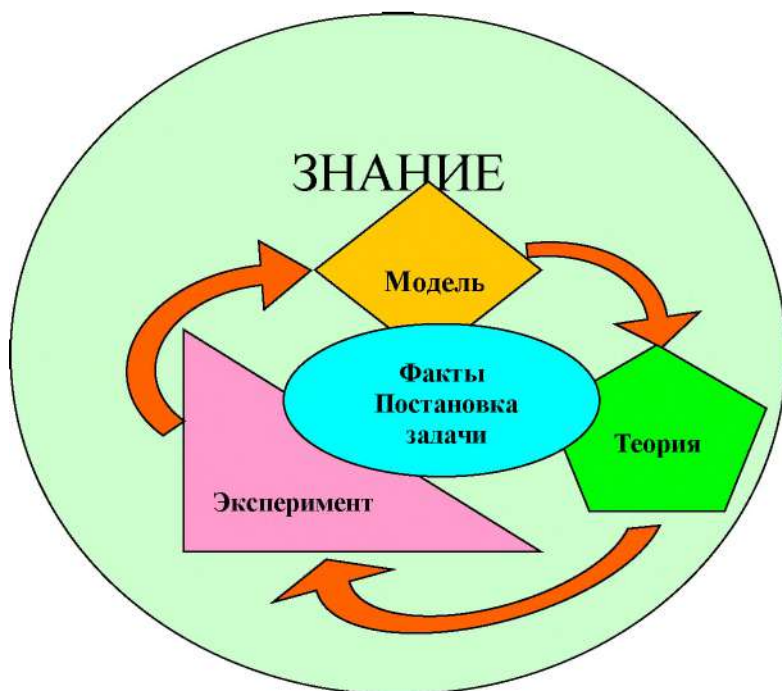 ЗНАНИЕ
Модель
Факты
Постановка
задачи
Теория
Эксперимент